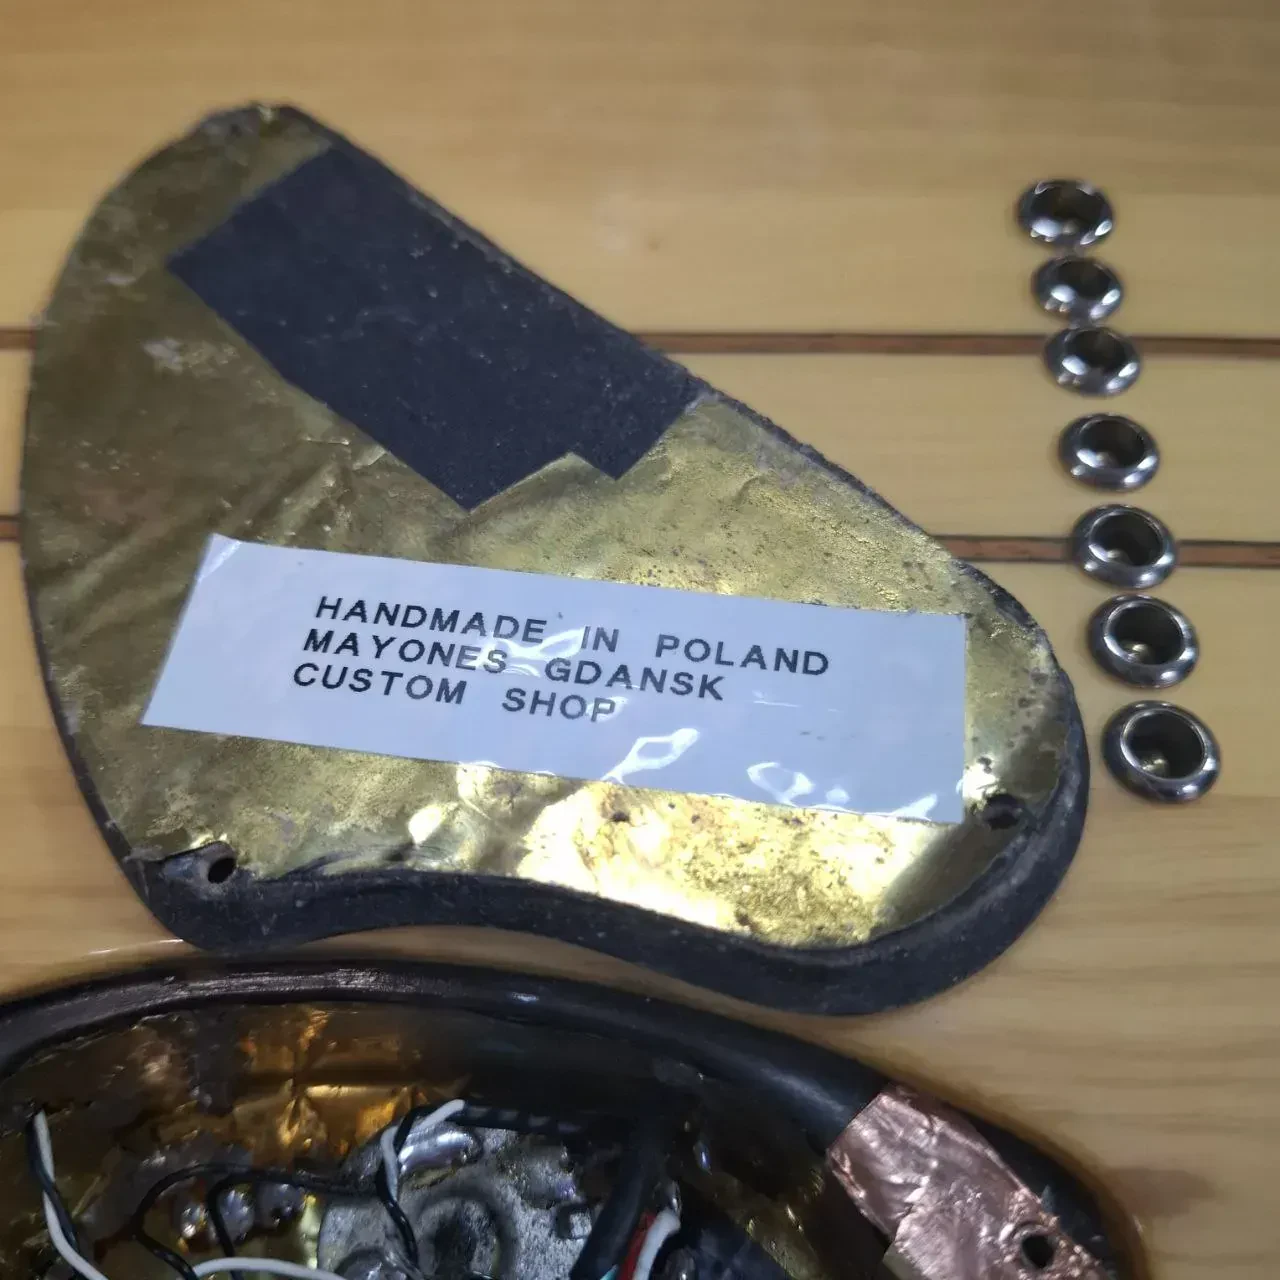 HANDMADE IN POLAND
MAYONES GDANSK
CUSTOM SHOP